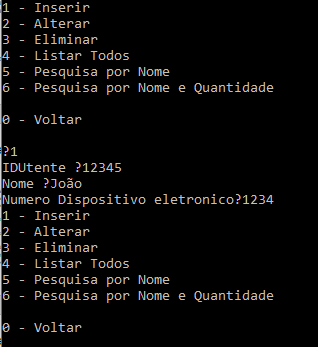 1 - Inserir
2 - Alterar
3 - Eliminar
4 - Listar Todos
5 - Pesquisa por Nome
6 - Pesquisa por Nome e Quantidade
0 - Voltar
?1
IDUtente ?12345
Nome ?João
Numero Dispositivo eletronico?1234
1 - Inserir
2 - Alterar
3 - Eliminar
4 - Listar Todos
5 - Pesquisa por Nome
6 - Pesquisa por Nome e Quantidade
0 - Voltar